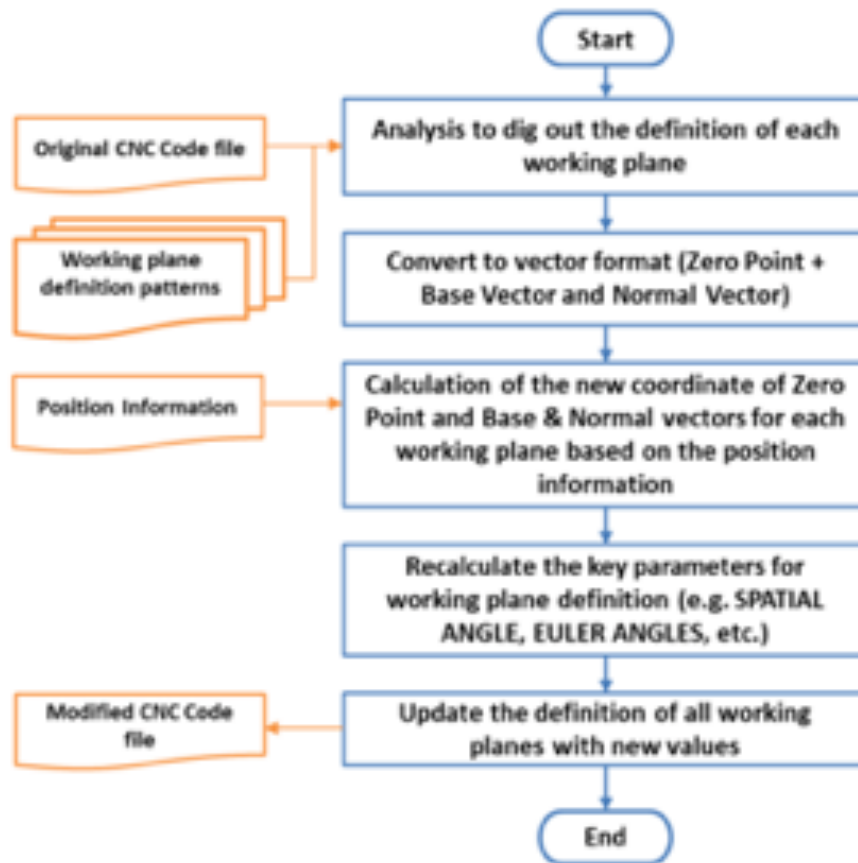 Start
Original CNC Code file
Analysis to dig out the definition of each
working plane
Working plane
definition patterns
Convert to vector format (Zero Point +
Base Vector and Normal Vector)
Position Information
Calculation of the new coordinate of Zero
Point and Base & Normal vectors for each
working plane based on the position
information
Recalculate the key parameters for
working plane definition (e.g. SPATIAL
ANGLE, EULER ANGLES, etc.)
Modified CNC Code
file
Update the definition of all working
planes with new values
End